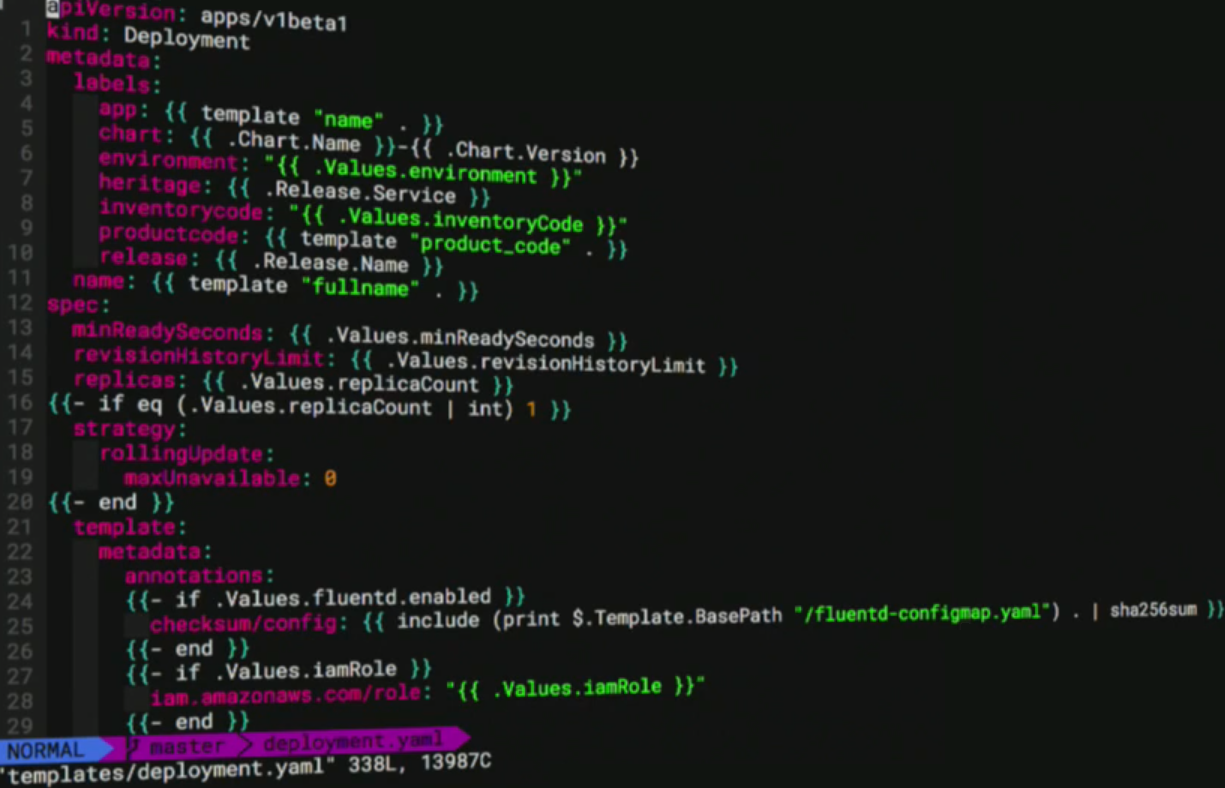 apiVersion: apps/v1beta1
1 kind: Deployment
2 metadata:
3 labels:
4 app: {{ template "name" . }}
5 chart: {{ .Chart.Name }}-{{ .Chart.Version }}
6 environment: "{{ .Values.environment }}"
7 heritage: {{ .Release.Service }}
8 inventorycode: "{{ .Values.inventoryCode }}"
9 productcode: {{ template "product_code" . }}
10 release: {{ .Release.Name }}
11 name: {{ template "fullname" . }}
12 spec:
13 minReadySeconds: {{ .Values.minReadySeconds }}
14 revisionHistoryLimit: {{ .Values.revisionHistoryLimit }}
15 replicas: {{ .Values.replicaCount }}
16 {{- if eq (.Values.replicaCount | int) 1 }}
17 strategy:
18 rollingUpdate:
19 maxUnavailable: 0
20 {{- end }}
21 template:
22 metadata:
23 annotations:
24 {{- if .Values.fluentd.enabled }}
25 checksum/config: {{ include (print $.Template.BasePath "/fluentd-configmap.yaml") . | sha256sum }}
26 {{- end }}
27 {{- if .Values.iamRole }}
28 iam.amazonaws.com/role: "{{ .Values.iamRole }}"
29 {{- end }}
NORMAL master deployment.yaml
"templates/deployment.yaml" 338L, 13987C